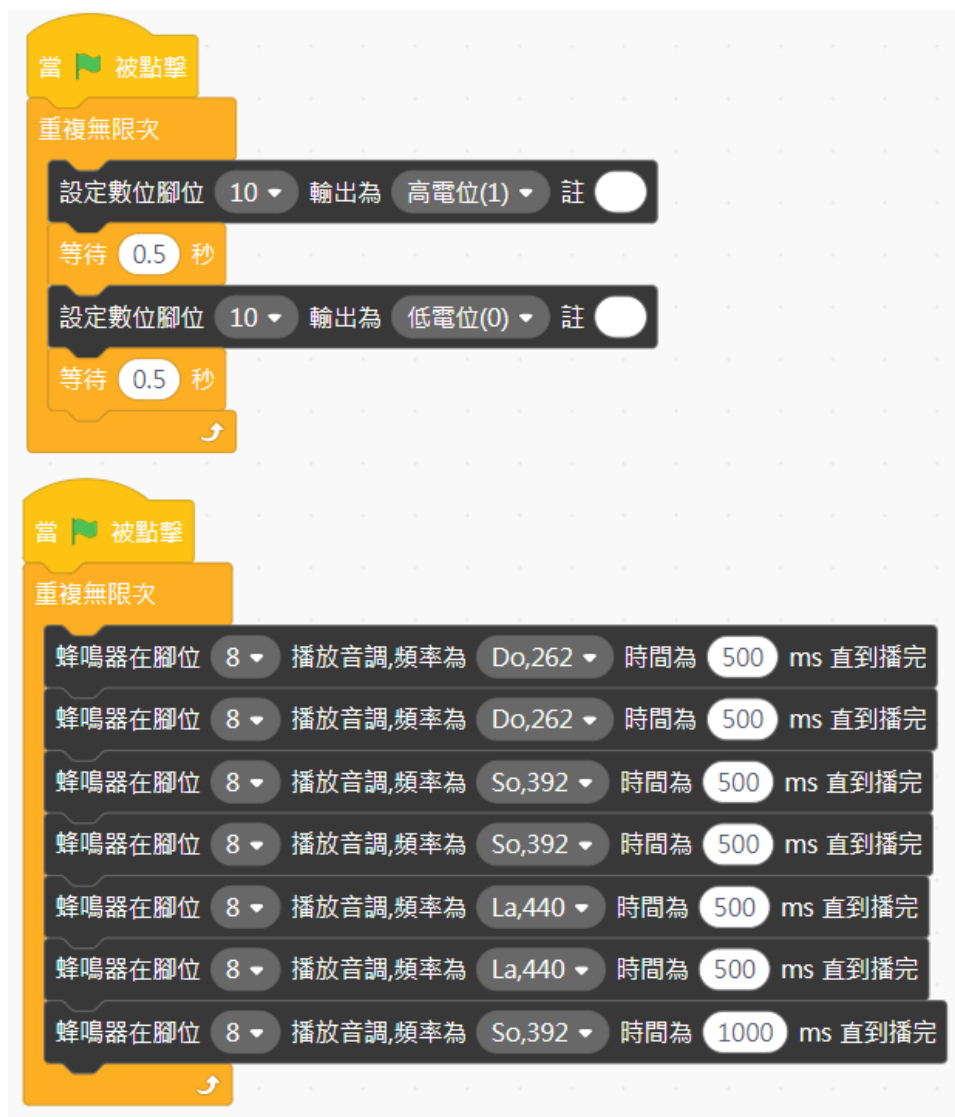 當 被點擊
重複無限次
設定數位腳位 10 輸出為 高電位(1) 註
等待 0.5 秒
設定數位腳位 10 輸出為 低電位(0) 註
等待 0.5 秒
當 被點擊
重複無限次
蜂鳴器在腳位 8 播放音調,頻率為 Do,262 時間為 500 ms 直到播完
蜂鳴器在腳位 8 播放音調,頻率為 Do,262 時間為 500 ms 直到播完
蜂鳴器在腳位 8 播放音調,頻率為 So,392 時間為 500 ms 直到播完
蜂鳴器在腳位 8 播放音調,頻率為 So,392 時間為 500 ms 直到播完
蜂鳴器在腳位 8 播放音調,頻率為 La,440 時間為 500 ms 直到播完
蜂鳴器在腳位 8 播放音調,頻率為 La,440 時間為 500 ms 直到播完
蜂鳴器在腳位 8 播放音調,頻率為 So,392 時間為 1000 ms 直到播完